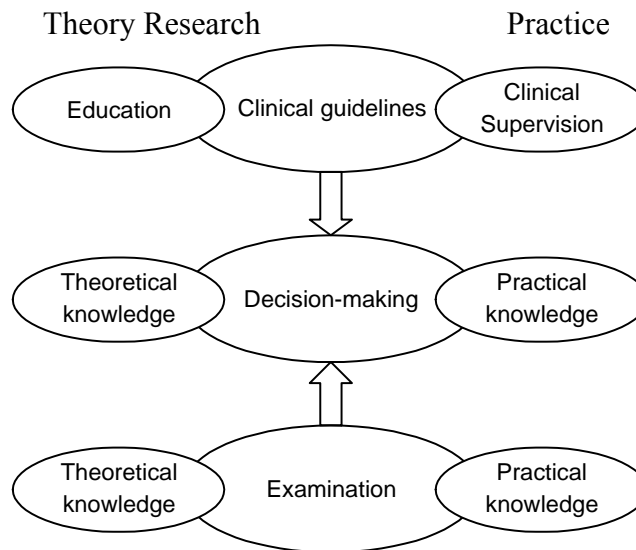 Theory Research
Practice
Education
Clinical guidelines
Clinical
Supervision
Theoretical
knowledge
Decision-making
Practical
knowledge
Theoretical
knowledge
Examination
Practical
knowledge